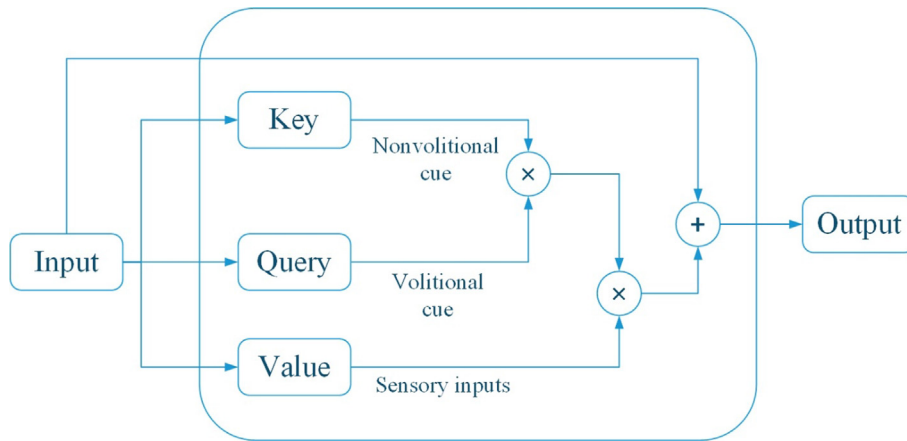 Key
Nonvolitional
cue
×
+
Output
Input
Query
Volitional
cue
×
Value
Sensory inputs